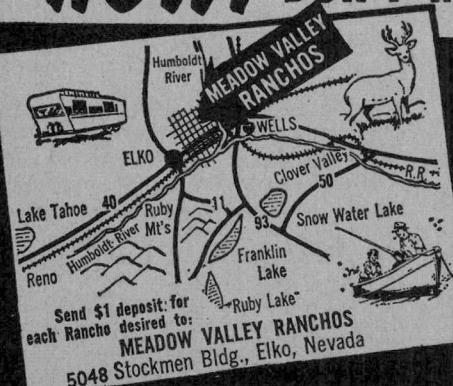 Humboldt
River
MEADOW VALLEY
RANCHOS
WELLS
ELKO
Clover Valley
50
R.R.
40
Lake Tahoe
Ruby
Mt's
11
93
Snow Water Lake
Humboldt River
Reno
Franklin
Lake
Ruby Lake
Send $1 deposit for
each Rancho desired to:
MEADOW VALLEY RANCHOS
5048 Stockmen Bldg., Elko, Nevada